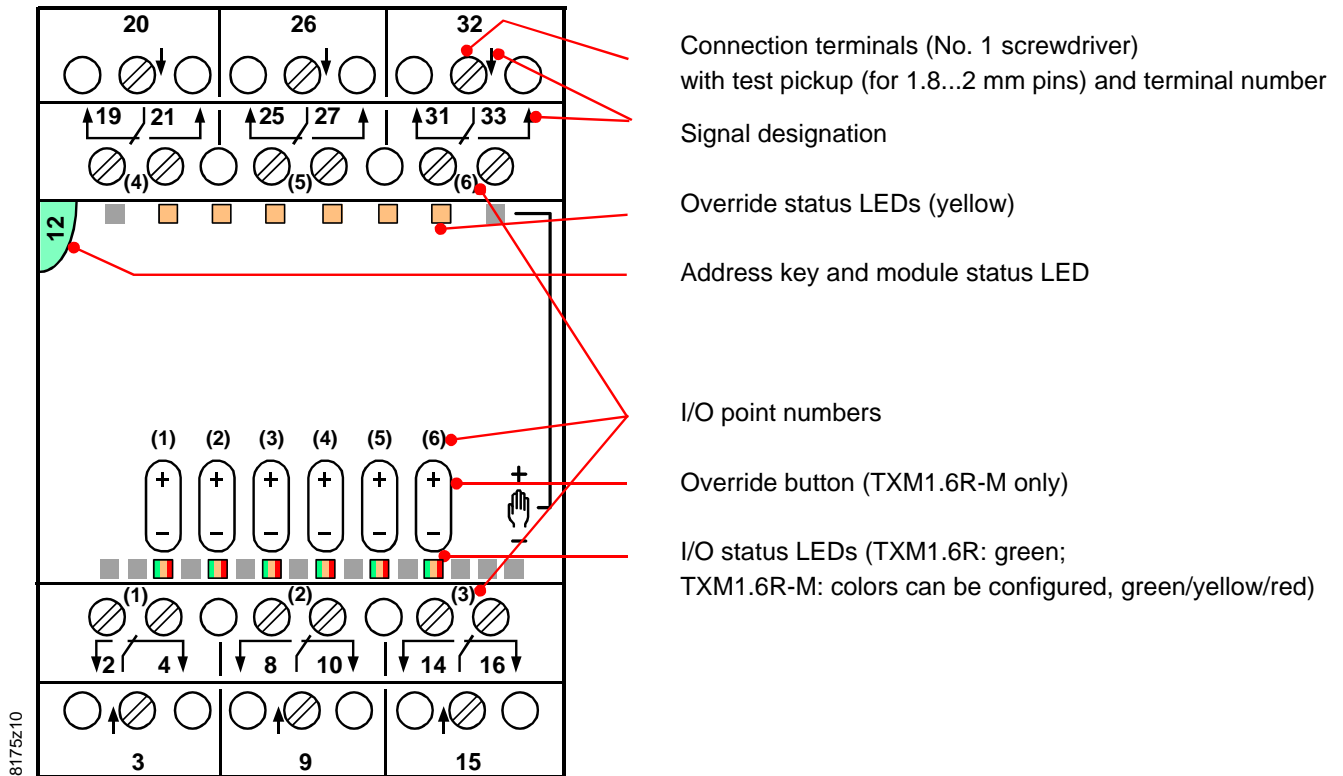 20 26 32
19 21 25 27 31 33
(4) (5) (6)
12
(1) (2) (3) (4) (5) (6)
+ + + + + + +
– – – – – – –
(1) (2) (3)
2 4 8 10 14 16
3 9 15
8175z10
Connection terminals (No. 1 screwdriver)
with test pickup (for 1.8...2 mm pins) and terminal number
Signal designation
Override status LEDs (yellow)
Address key and module status LED
I/O point numbers
Override button (TXM1.6R-M only)
I/O status LEDs (TXM1.6R: green;
TXM1.6R-M: colors can be configured, green/yellow/red)